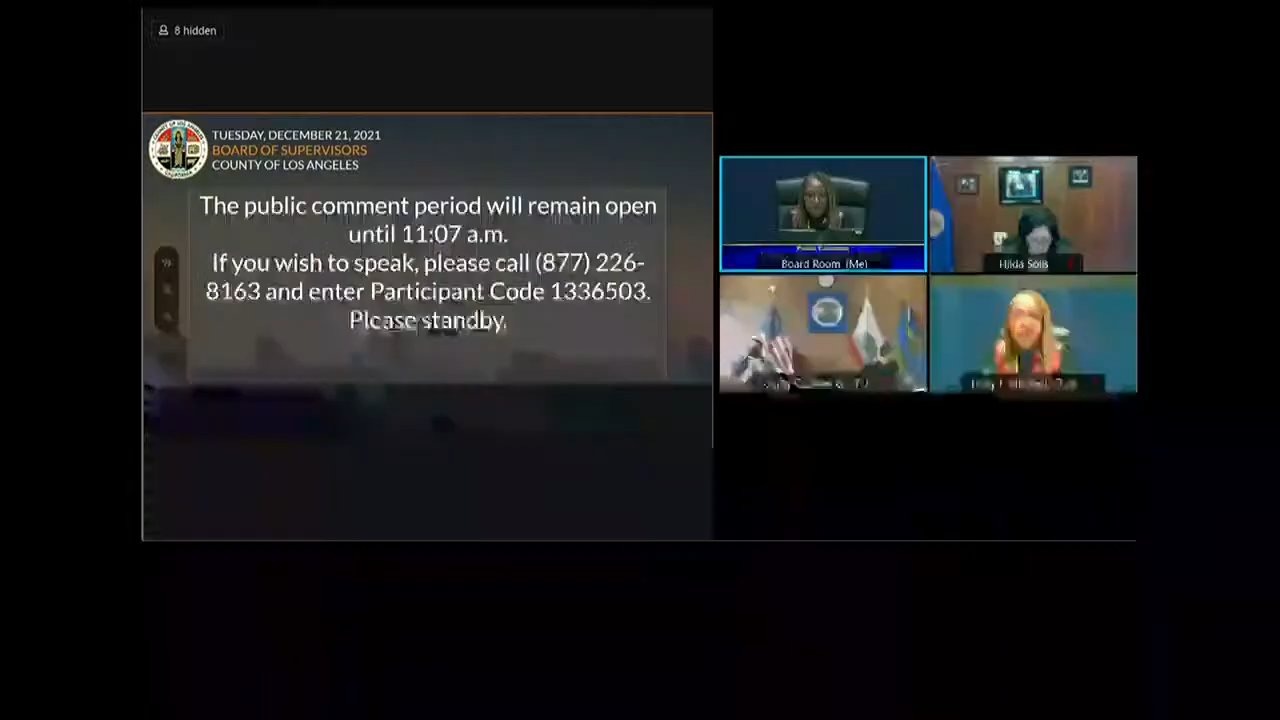 8 hidden
TUESDAY, DECEMBER 21, 2021
BOARD OF SUPERVISORS
COUNTY OF LOS ANGELES
The public comment period will remain open
until 11:07 a.m.
If you wish to speak, please call (877) 226-
8163 and enter Participant Code 1336503.
Please standby.
Board Room (Me)
Hilda Solis